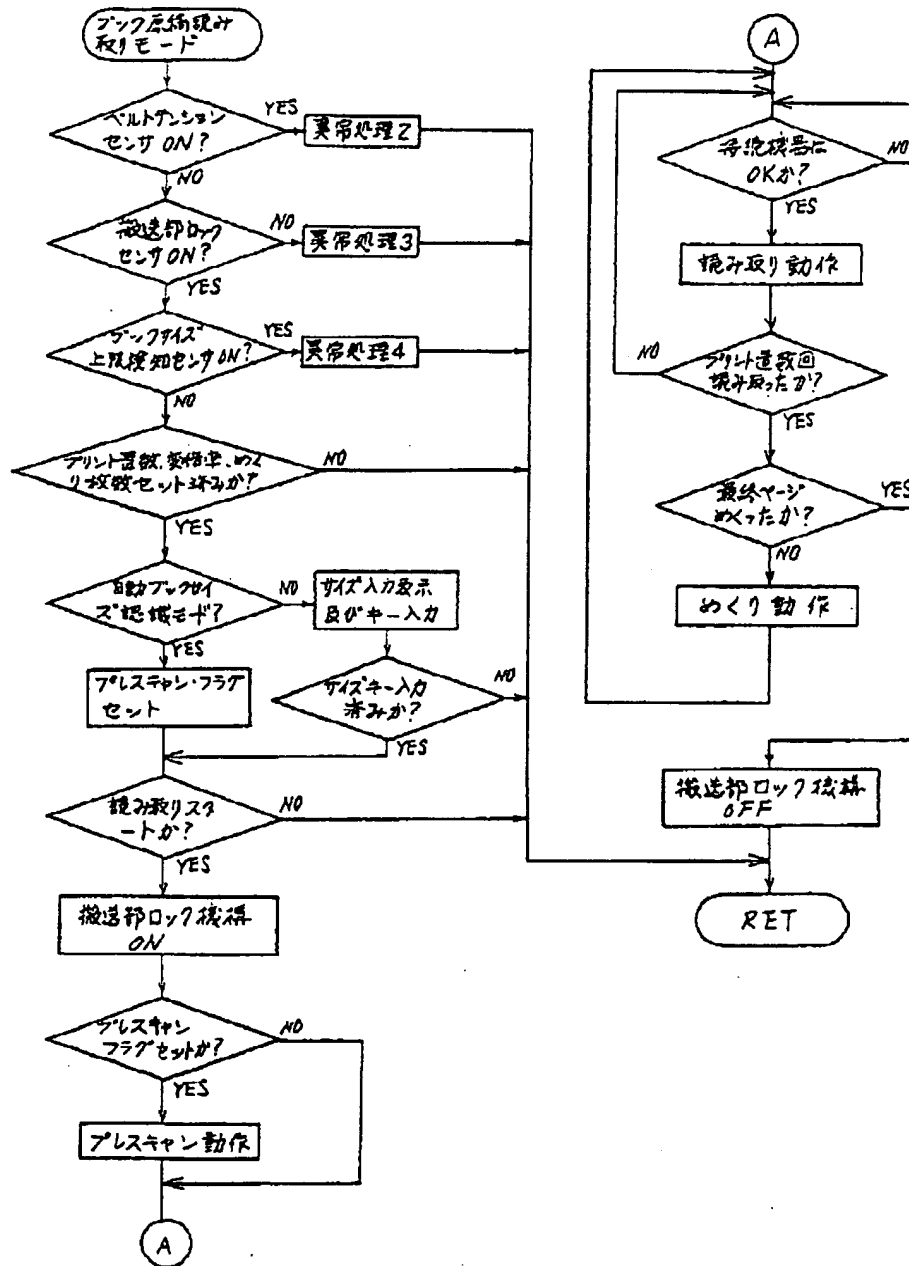 ブック原稿読み
取りモード
ベルトテンション
センサON?
YES
異常処理2
NO
搬送部ロック
センサON?
NO
異常処理3
YES
ブックサイズ
上限検知センサON?
YES
異常処理4
NO
プリント置数、変倍率、めく
り枚数セット済みか?
NO
YES
自動ブックサイ
ズ認識モード?
NO
サイズ入力表示
及びキー入力
YES
プレスキャン・フラグ
セット
サイズキー入力
済みか?
NO
YES
読み取りスタ
ートか?
NO
YES
搬送部ロック機構
ON
プレスキャン
フラグセットか?
NO
YES
プレスキャン動作
A
A
接続機器は
OKか?
NO
YES
読み取り動作
プリント置数回
読み取ったか?
NO
YES
最終ページ
めくったか?
YES
NO
めくり動作
搬送部ロック機構
OFF
RET